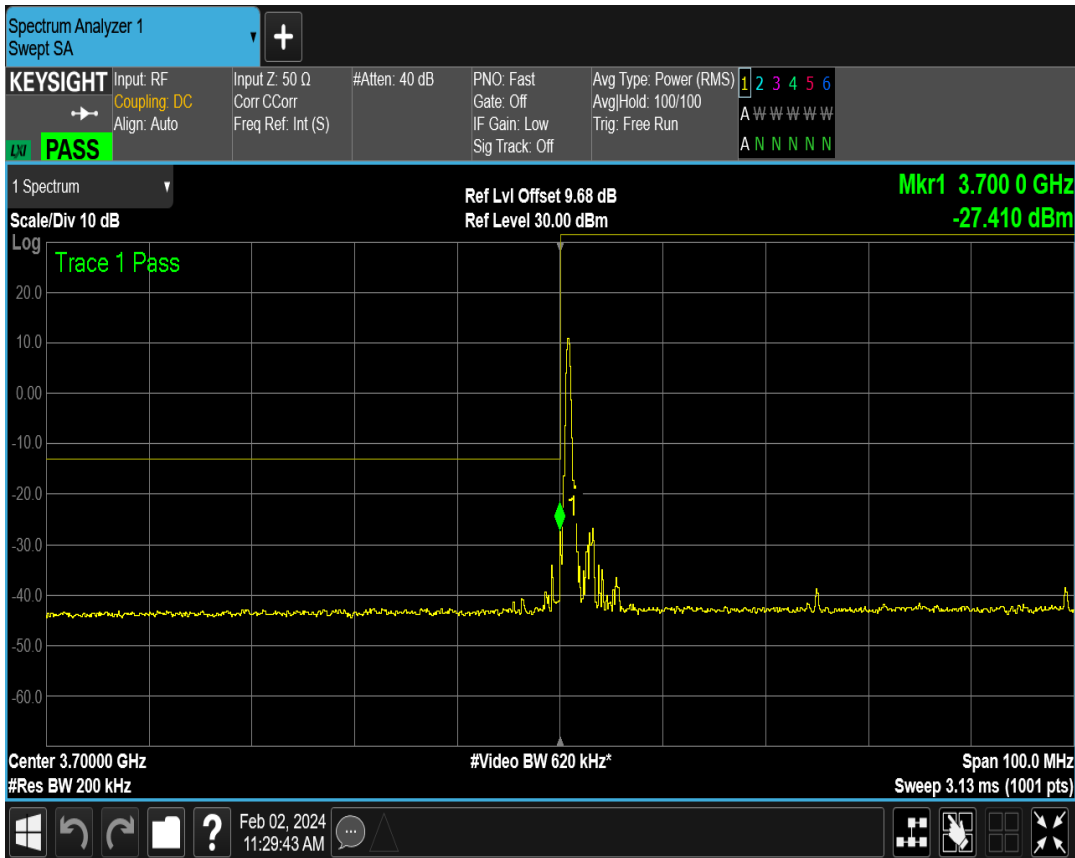 Spectrum Analyzer 1
Swept SA
+
KEYSIGHT
LXI PASS
Input: RF
Coupling: DC
Align: Auto
Input Z: 50 Ω
Corr CCorr
Freq Ref: Int (S)
#Atten: 40 dB
PNO: Fast
Gate: Off
IF Gain: Low
Sig Track: Off
Avg Type: Power (RMS)
Avg|Hold: 100/100
Trig: Free Run
1 2 3 4 5 6
A W W W W W
A N N N N N
1 Spectrum
Scale/Div 10 dB
Ref Lvl Offset 9.68 dB
Ref Level 30.00 dBm
Mkr1 3.700 0 GHz
-27.410 dBm
Log
Trace 1 Pass
20.0
10.0
0.00
-10.0
-20.0
-30.0
-40.0
-50.0
-60.0
Center 3.70000 GHz
#Res BW 200 kHz
#Video BW 620 kHz*
Span 100.0 MHz
Sweep 3.13 ms (1001 pts)
?
Feb 02, 2024
11:29:43 AM